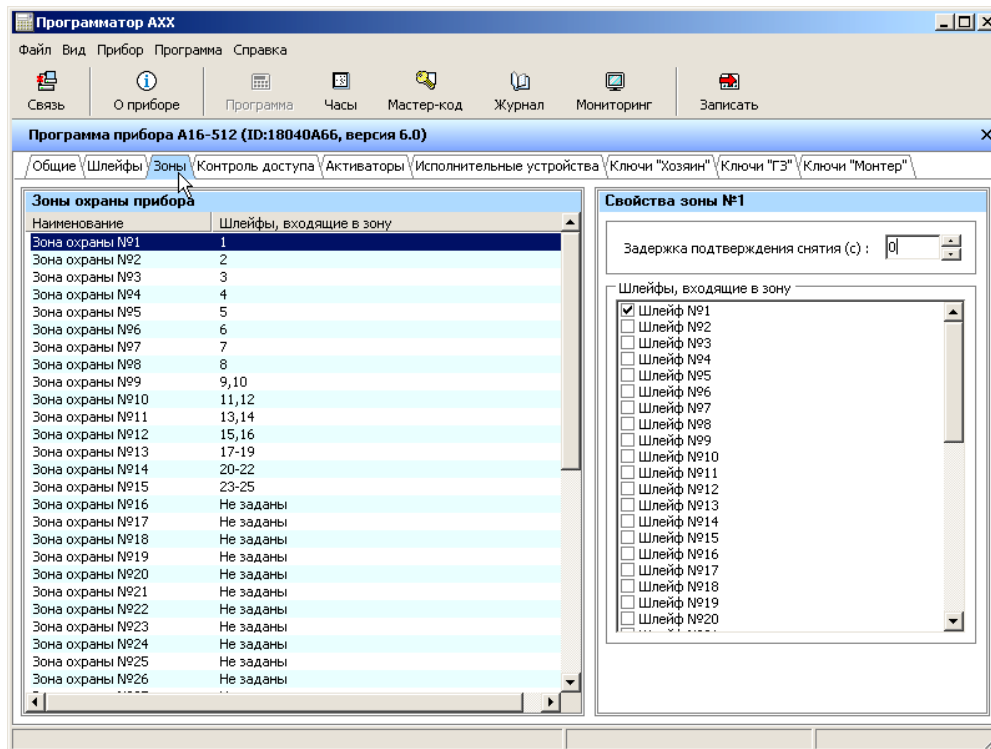 Программатор АХХ
Файл Вид Прибор Программа Справка
Связь О приборе Программа Часы Мастер-код Журнал Мониторинг Записать
Программа прибора А16-512 (ID:18040A66, версия 6.0)
Общие Шлейфы Зоны Контроль доступа Активаторы Исполнительные устройства Ключи "Хозяин" Ключи "ГЗ" Ключи "Монтер"
Зоны охраны прибора
Наименование Шлейфы, входящие в зону
Зона охраны №1 1
Зона охраны №2 2
Зона охраны №3 3
Зона охраны №4 4
Зона охраны №5 5
Зона охраны №6 6
Зона охраны №7 7
Зона охраны №8 8
Зона охраны №9 9,10
Зона охраны №10 11,12
Зона охраны №11 13,14
Зона охраны №12 15,16
Зона охраны №13 17-19
Зона охраны №14 20-22
Зона охраны №15 23-25
Зона охраны №16 Не заданы
Зона охраны №17 Не заданы
Зона охраны №18 Не заданы
Зона охраны №19 Не заданы
Зона охраны №20 Не заданы
Зона охраны №21 Не заданы
Зона охраны №22 Не заданы
Зона охраны №23 Не заданы
Зона охраны №24 Не заданы
Зона охраны №25 Не заданы
Зона охраны №26 Не заданы
Свойства зоны №1
Задержка подтверждения снятия (с) : 0
Шлейфы, входящие в зону
Шлейф №1
Шлейф №2
Шлейф №3
Шлейф №4
Шлейф №5
Шлейф №6
Шлейф №7
Шлейф №8
Шлейф №9
Шлейф №10
Шлейф №11
Шлейф №12
Шлейф №13
Шлейф №14
Шлейф №15
Шлейф №16
Шлейф №17
Шлейф №18
Шлейф №19
Шлейф №20